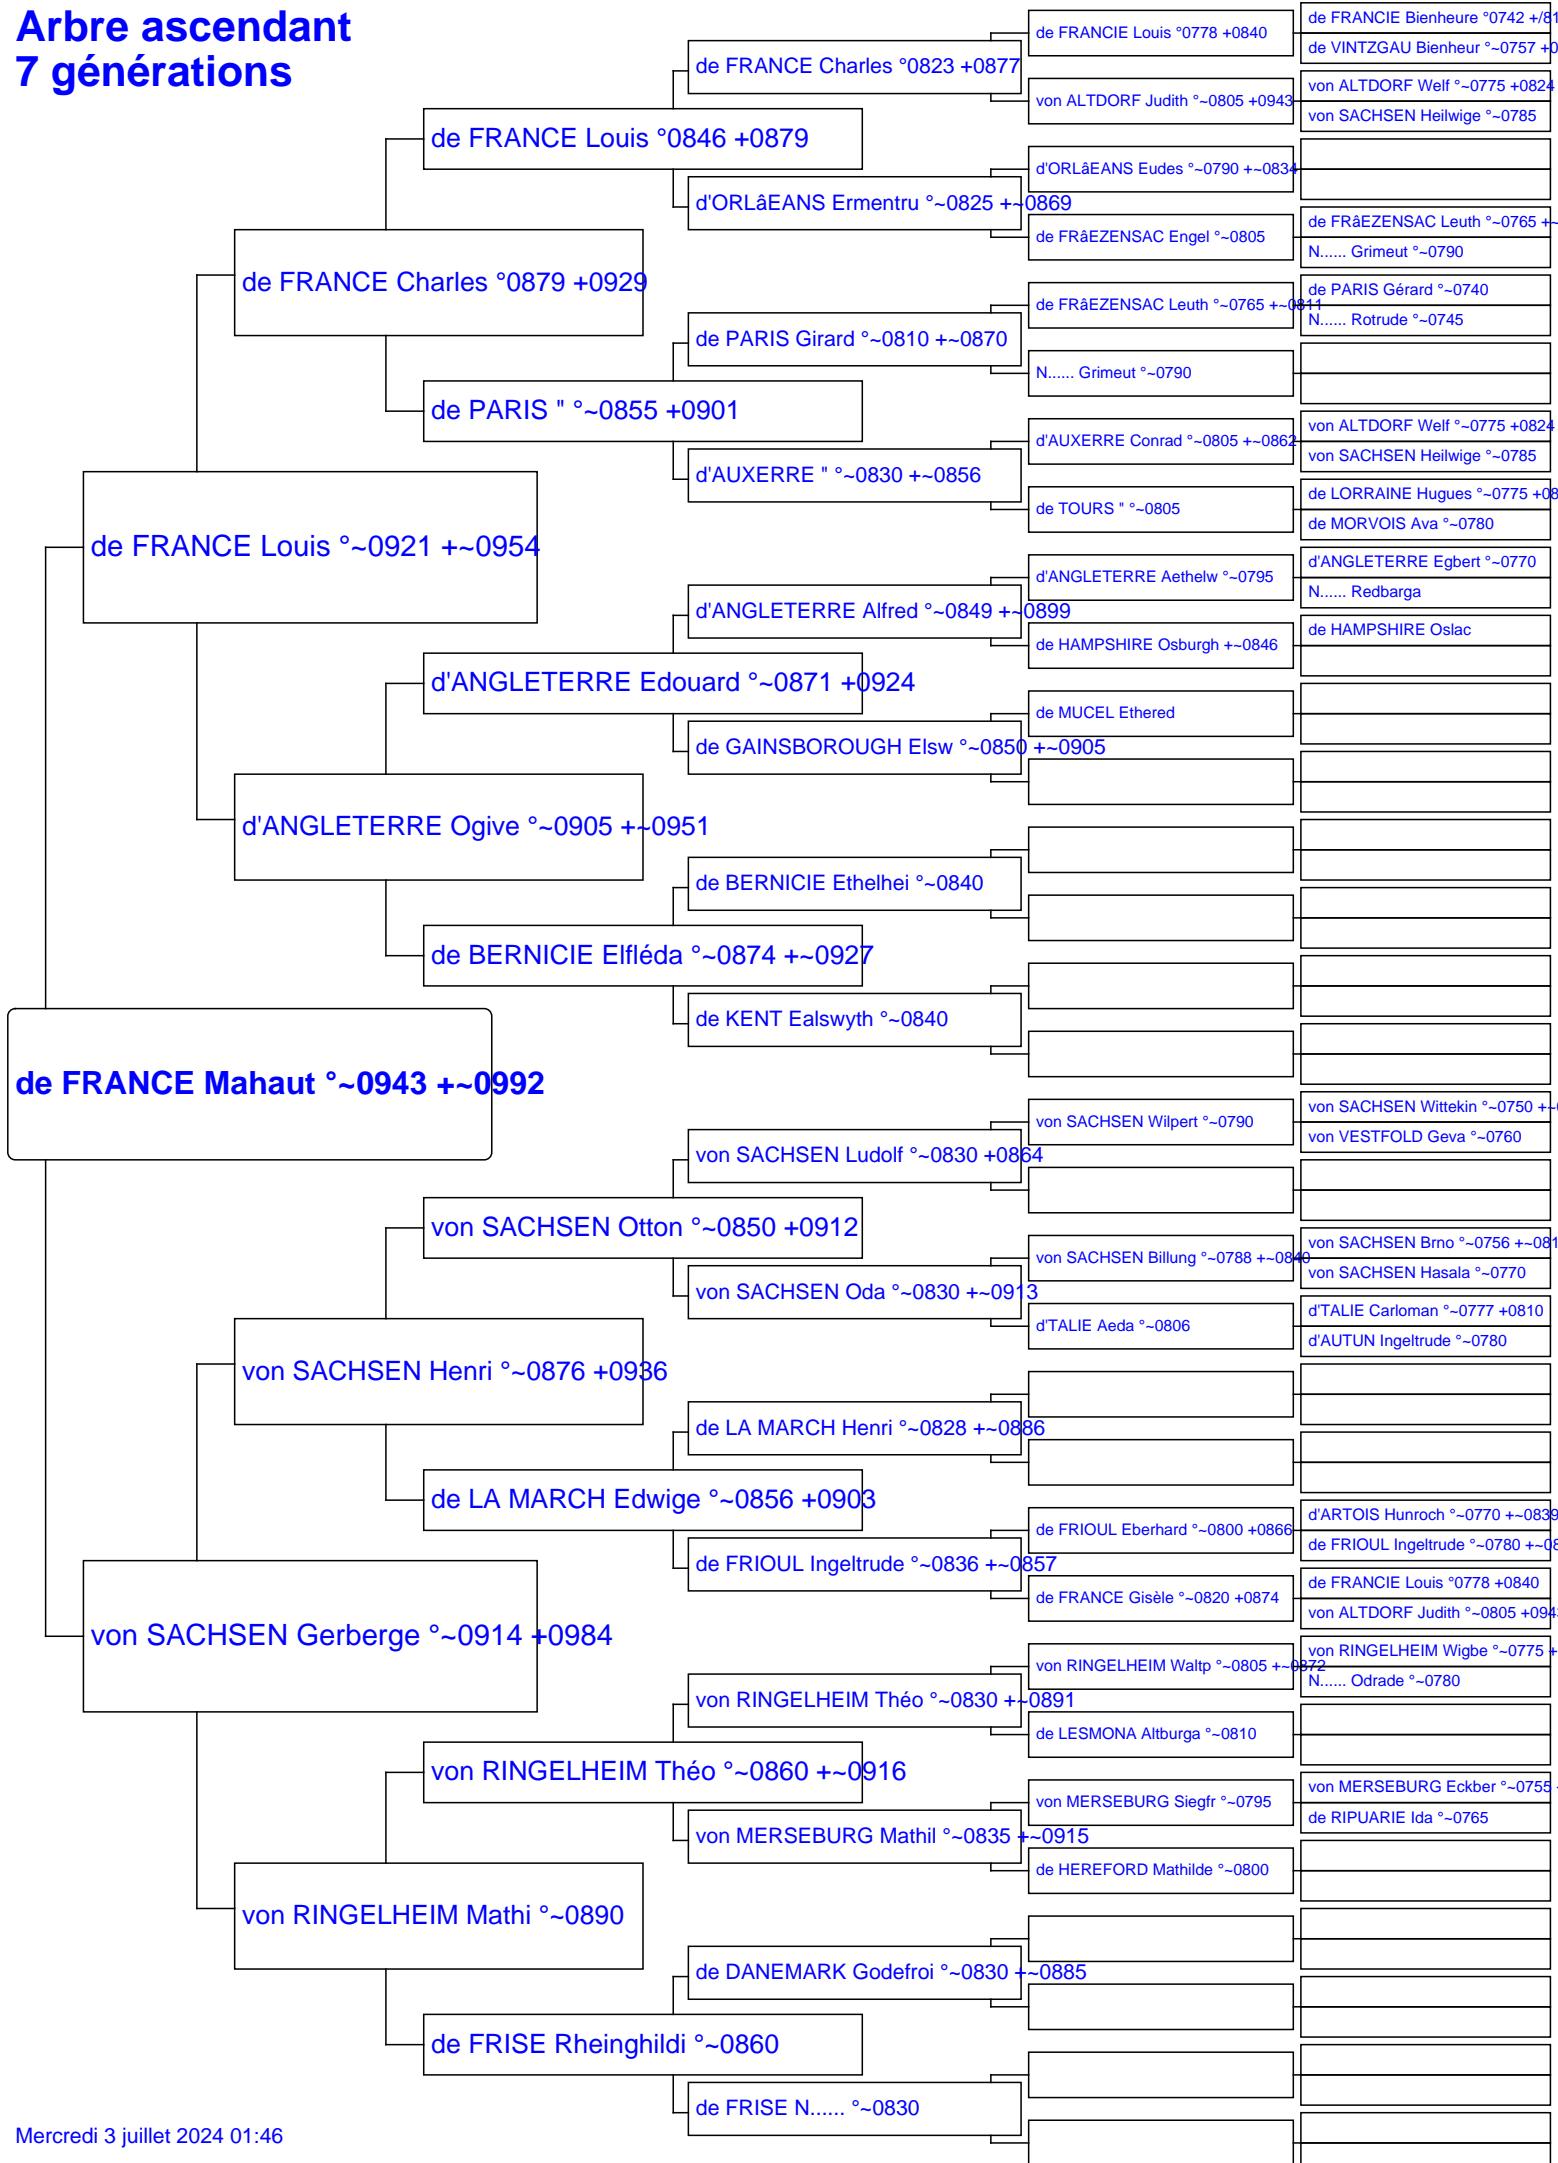 Arbre ascendant
7 générations
de FRANCE Mahaut °~0943 +~0992
de FRANCE Louis °~0921 +~0954
von SACHSEN Gerberge °~0914 +0984
de FRANCE Charles °0879 +0929
d'ANGLETERRE Ogive °~0905 +~0951
von SACHSEN Henri °~0876 +0936
von RINGELHEIM Mathi °~0890
de FRANCE Louis °0846 +0879
de PARIS " °~0855 +0901
d'ANGLETERRE Edouard °~0871 +0924
de BERNICIE Elfléda °~0874 +~0927
von SACHSEN Otton °~0850 +0912
de LA MARCH Edwige °~0856 +0903
von RINGELHEIM Théo °~0860 +~0916
de FRISE Rheinghildi °~0860
de FRANCE Charles °0823 +0877
d'ORLâEANS Ermentru °~0825 +~0869
de PARIS Girard °~0810 +~0870
d'AUXERRE " °~0830 +~0856
d'ANGLETERRE Alfred °~0849 +~0899
de GAINSBOROUGH Elsw °~0850 +~0905
de BERNICIE Ethelhei °~0840
de KENT Ealswyth °~0840
von SACHSEN Ludolf °~0830 +0864
von SACHSEN Oda °~0830 +~0913
de LA MARCH Henri °~0828 +~0886
de FRIOUL Ingeltrude °~0836 +~0857
von RINGELHEIM Théo °~0830 +~0891
von MERSEBURG Mathil °~0835 +~0915
de DANEMARK Godefroi °~0830 +~0885
de FRISE N...... °~0830
de FRANCIE Louis °0778 +0840
von ALTDORF Judith °~0805 +0943
d'ORLâEANS Eudes °~0790 +~0834
de FRâEZENSAC Engel °~0805
de FRâEZENSAC Leuth °~0765 +~0811
N...... Grimeut °~0790
d'AUXERRE Conrad °~0805 +~0862
de TOURS " °~0805
d'ANGLETERRE Aethelw °~0795
de HAMPSHIRE Osburgh +~0846
de MUCEL Ethered
von SACHSEN Wilpert °~0790
von SACHSEN Billung °~0788 +~0840
d'TALIE Aeda °~0806
de FRIOUL Eberhard °~0800 +0866
de FRANCE Gisèle °~0820 +0874
von RINGELHEIM Waltp °~0805 +~0872
de LESMONA Altburga °~0810
von MERSEBURG Siegfr °~0795
de HEREFORD Mathilde °~0800
de FRANCIE Bienheure °0742 +/81
de VINTZGAU Bienheur °~0757 +0
von ALTDORF Welf °~0775 +0824
von SACHSEN Heilwige °~0785
de FRâEZENSAC Leuth °~0765 +~
N...... Grimeut °~0790
de PARIS Gérard °~0740
N...... Rotrude °~0745
von ALTDORF Welf °~0775 +0824
von SACHSEN Heilwige °~0785
de LORRAINE Hugues °~0775 +08
de MORVOIS Ava °~0780
d'ANGLETERRE Egbert °~0770
N...... Redbarga
de HAMPSHIRE Oslac
von SACHSEN Wittekin °~0750 +~
von VESTFOLD Geva °~0760
von SACHSEN Brno °~0756 +~081
von SACHSEN Hasala °~0770
d'TALIE Carloman °~0777 +0810
d'AUTUN Ingeltrude °~0780
d'ARTOIS Hunroch °~0770 +~0839
de FRIOUL Ingeltrude °~0780 +~08
de FRANCIE Louis °0778 +0840
von ALTDORF Judith °~0805 +094
von RINGELHEIM Wigbe °~0775 +
N...... Odrade °~0780
von MERSEBURG Eckber °~0755
de RIPUARIE Ida °~0765
Mercredi 3 juillet 2024 01:46